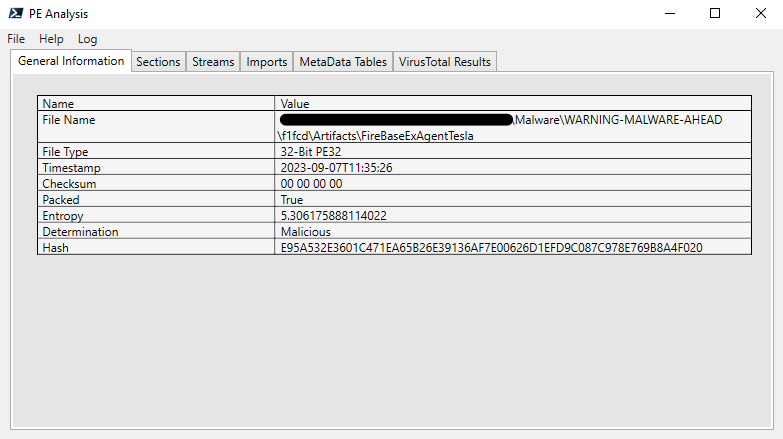 PE Analysis
File Help Log
General Information Sections Streams Imports MetaData Tables VirusTotal Results
Name Value
File Name \Malware\WARNING-MALWARE-AHEAD
\f1fcd\Artifacts\FireBaseExAgentTesla
File Type 32-Bit PE32
Timestamp 2023-09-07T11:35:26
Checksum 00 00 00 00
Packed True
Entropy 5.306175888114022
Determination Malicious
Hash E95A532E3601C471EA65B26E39136AF7E00626D1EFD9C087C978E769B8A4F020